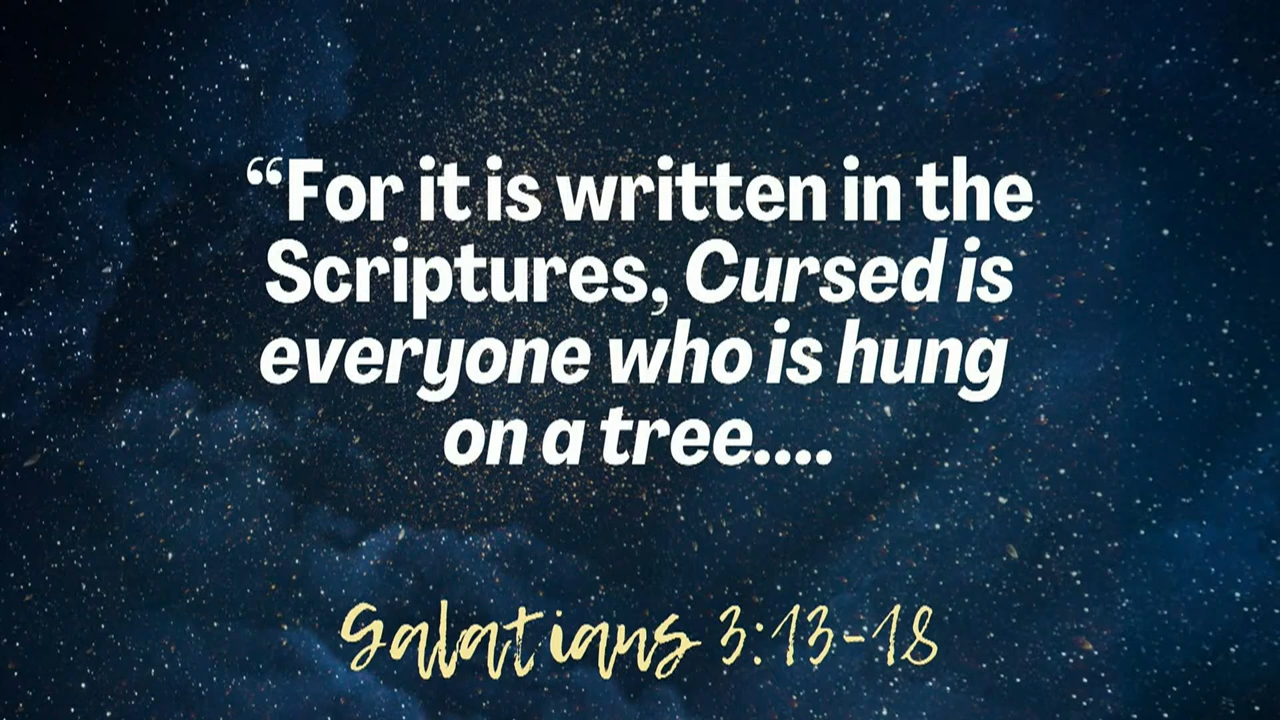 “For it is written in the
Scriptures, Cursed is
everyone who is hung
on a tree....
Galatians 3:13-18